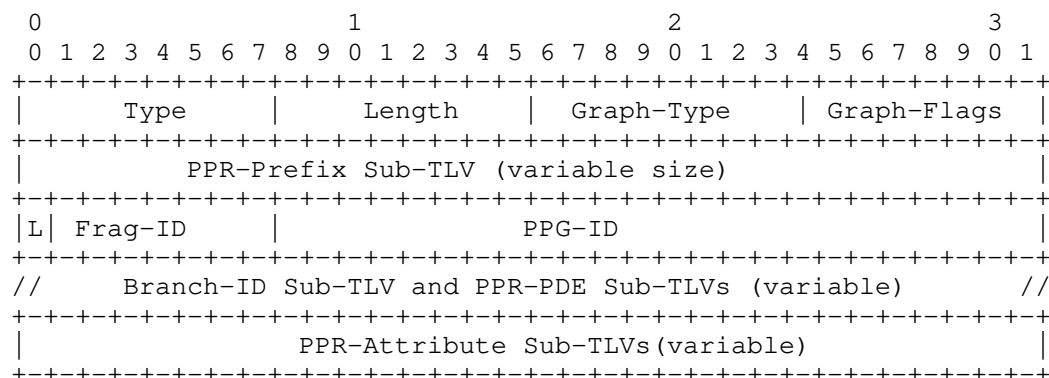 0                   1                   2                   3
 0 1 2 3 4 5 6 7 8 9 0 1 2 3 4 5 6 7 8 9 0 1 2 3 4 5 6 7 8 9 0 1
+-+-+-+-+-+-+-+-+-+-+-+-+-+-+-+-+-+-+-+-+-+-+-+-+-+-+-+-+-+-+-+-+
|      Type     |     Length    |  Graph-Type   | Graph-Flags   |
+-+-+-+-+-+-+-+-+-+-+-+-+-+-+-+-+-+-+-+-+-+-+-+-+-+-+-+-+-+-+-+-+
|          PPR-Prefix Sub-TLV (variable size)                   |
+-+-+-+-+-+-+-+-+-+-+-+-+-+-+-+-+-+-+-+-+-+-+-+-+-+-+-+-+-+-+-+-+
|L| Frag-ID     |               PPG-ID                          |
+-+-+-+-+-+-+-+-+-+-+-+-+-+-+-+-+-+-+-+-+-+-+-+-+-+-+-+-+-+-+-+-+
//     Branch-ID Sub-TLV and PPR-PDE Sub-TLVs (variable)       //
+-+-+-+-+-+-+-+-+-+-+-+-+-+-+-+-+-+-+-+-+-+-+-+-+-+-+-+-+-+-+-+-+
|                 PPR-Attribute Sub-TLVs(variable)              |
+-+-+-+-+-+-+-+-+-+-+-+-+-+-+-+-+-+-+-+-+-+-+-+-+-+-+-+-+-+-+-+-+